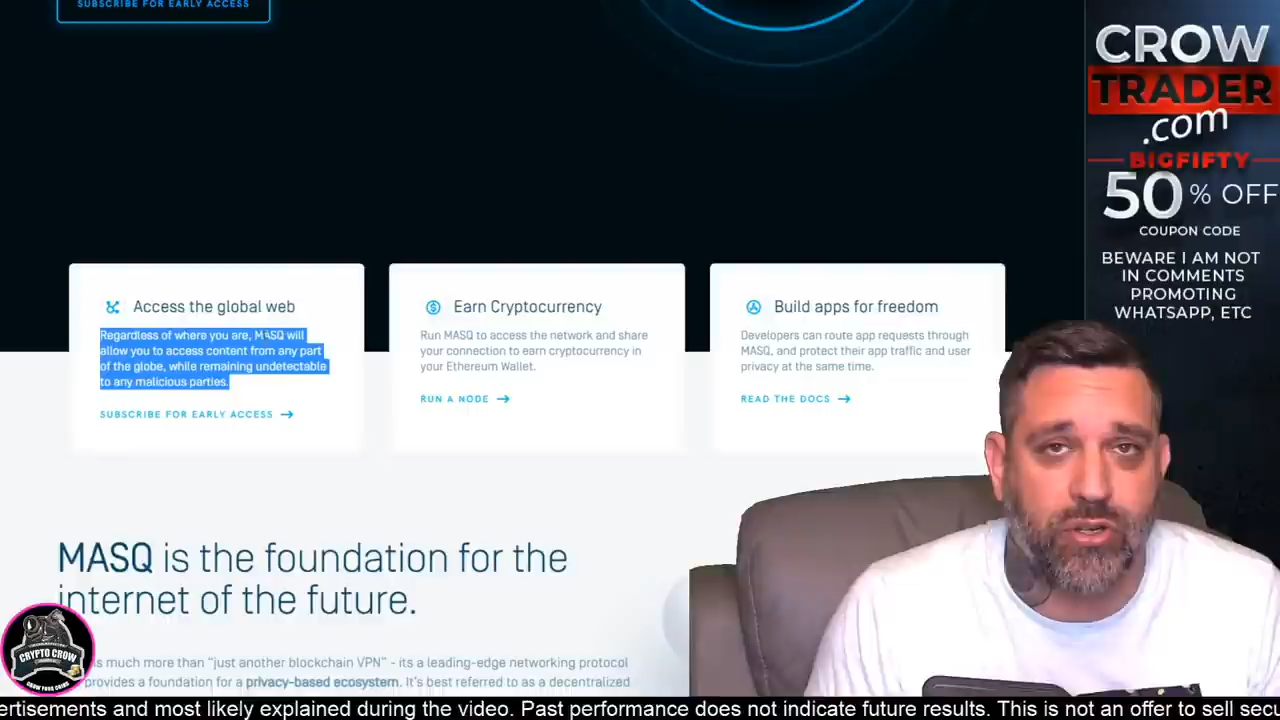 SUBSCRIBE FOR EARLY ACCESS
CROW
TRADER
.com
BIGFIFTY
50% OFF
COUPON CODE
BEWARE I AM NOT
IN COMMENTS
PROMOTING
WHATSAPP, ETC
Access the global web
Regardless of where you are, MASQ will
allow you to access content from any part
of the globe, while remaining undetectable
to any malicious parties.
SUBSCRIBE FOR EARLY ACCESS
Earn Cryptocurrency
Run MASQ to access the network and share
your connection to earn cryptocurrency in
your Ethereum Wallet.
RUN A NODE
Build apps for freedom
Developers can route app requests through
MASQ, and protect their app traffic and user
privacy at the same time.
READ THE DOCS
MASQ is the foundation for the
internet of the future.
s much more than “just another blockchain VPN” - its a leading-edge networking protocol
provides a foundation for a privacy-based ecosystem. It’s best referred to as a decentralized
CRYPTO CROW
GROW YOUR COINS
ertisements and most likely explained during the video. Past performance does not indicate future results. This is not an offer to sell secu